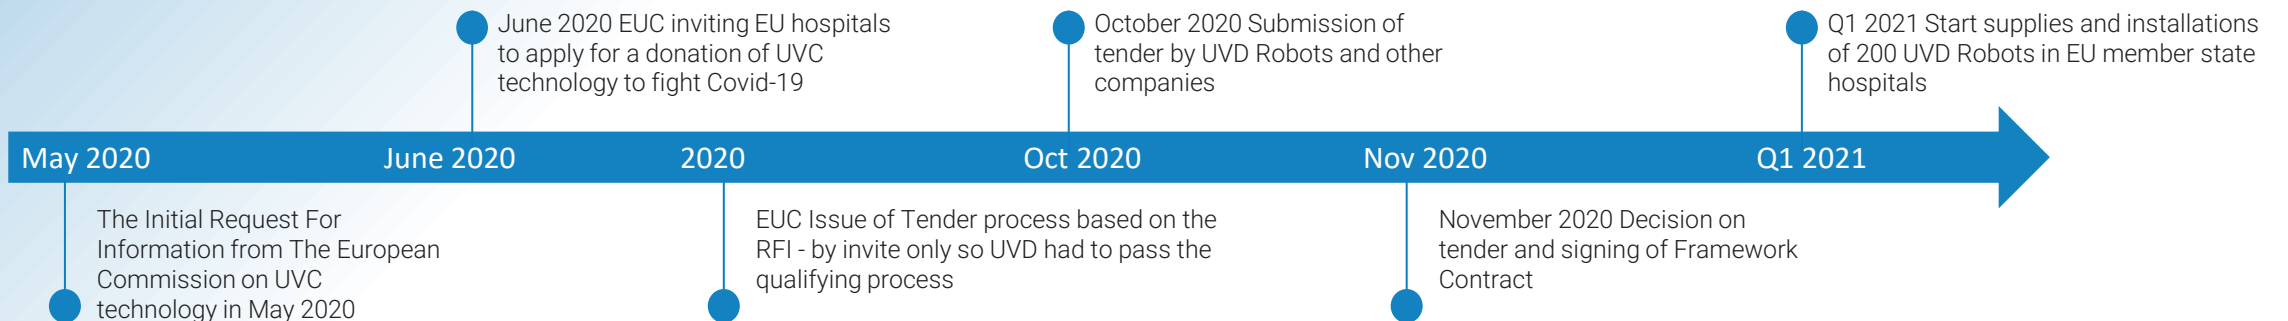 June 2020 EUC inviting EU hospitals
to apply for a donation of UVC
technology to fight Covid-19
October 2020 Submission of
tender by UVD Robots and other
companies
Q1 2021 Start supplies and installations
of 200 UVD Robots in EU member state
hospitals
May 2020
June 2020
2020
Oct 2020
Nov 2020
Q1 2021
The Initial Request For
Information from The European
Commission on UVC
technology in May 2020
EUC Issue of Tender process based on the
RFI - by invite only so UVD had to pass the
qualifying process
November 2020 Decision on
tender and signing of Framework
Contract